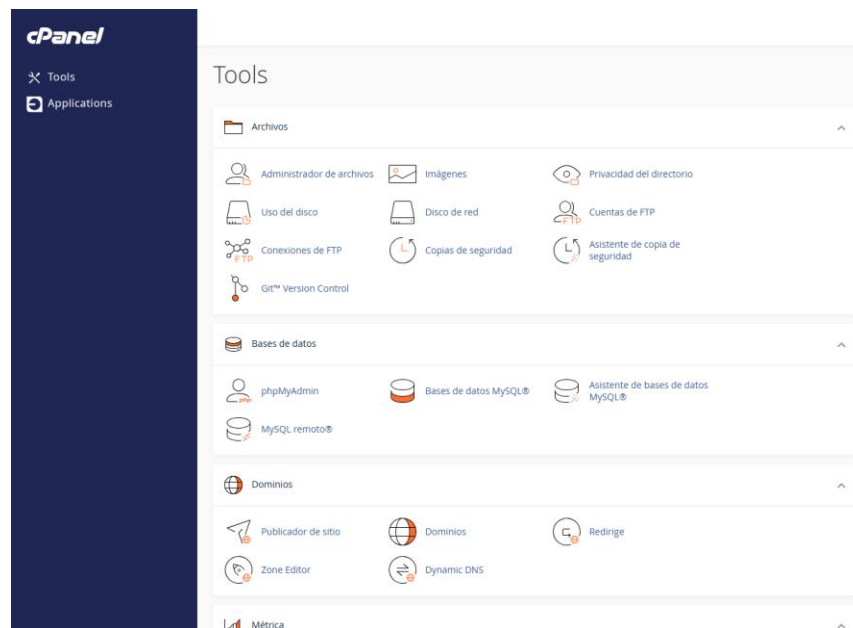 cPanel
Tools
Applications
Tools
Archivos
Administrador de archivos
Imágenes
Privacidad del directorio
Uso del disco
Disco de red
Cuentas de FTP
FTP
Conexiones de FTP
FTP
Copias de seguridad
Asistente de copia de
seguridad
Git™ Version Control
Bases de datos
phpMyAdmin
php
Bases de datos MySQL®
Asistente de bases de datos
MySQL®
MySQL remoto®
Dominios
Publicador de sitio
Dominios
Redirige
Zone Editor
Dynamic DNS
Métrica